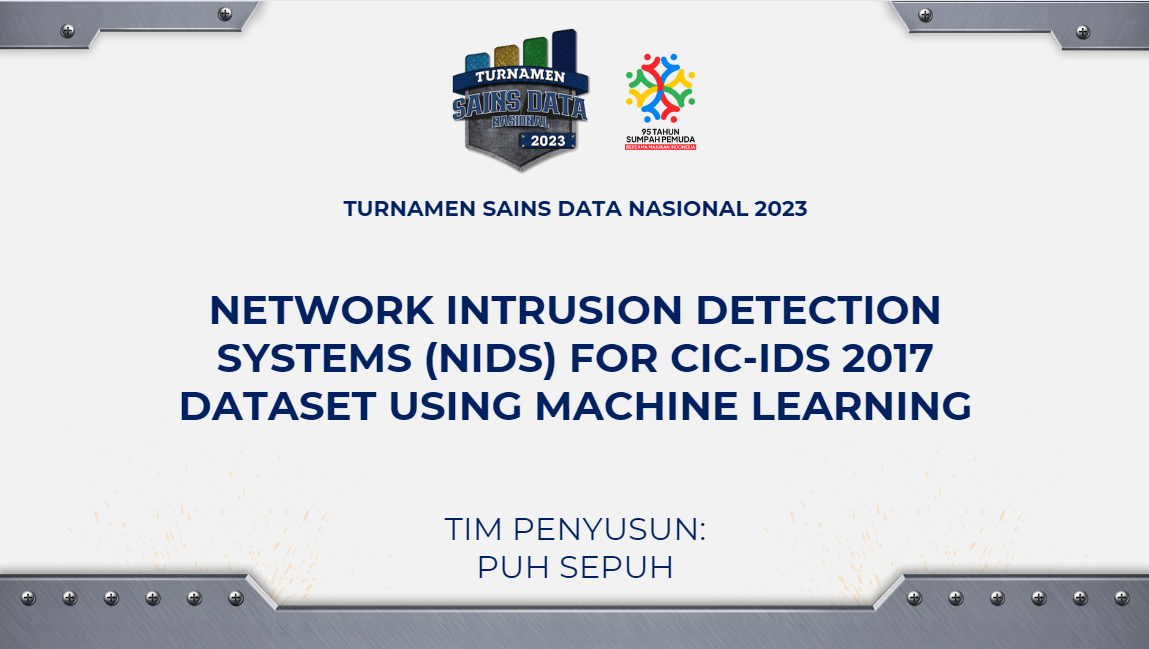 TURNAMEN
SAINS DATA
NASIONAL
2023
95 TAHUN
SUMPAH PEMUDA
BERSAMA MAJUKAN INDONESIA
TURNAMEN SAINS DATA NASIONAL 2023
NETWORK INTRUSION DETECTION
SYSTEMS (NIDS) FOR CIC-IDS 2017
DATASET USING MACHINE LEARNING
TIM PENYUSUN:
PUH SEPUH